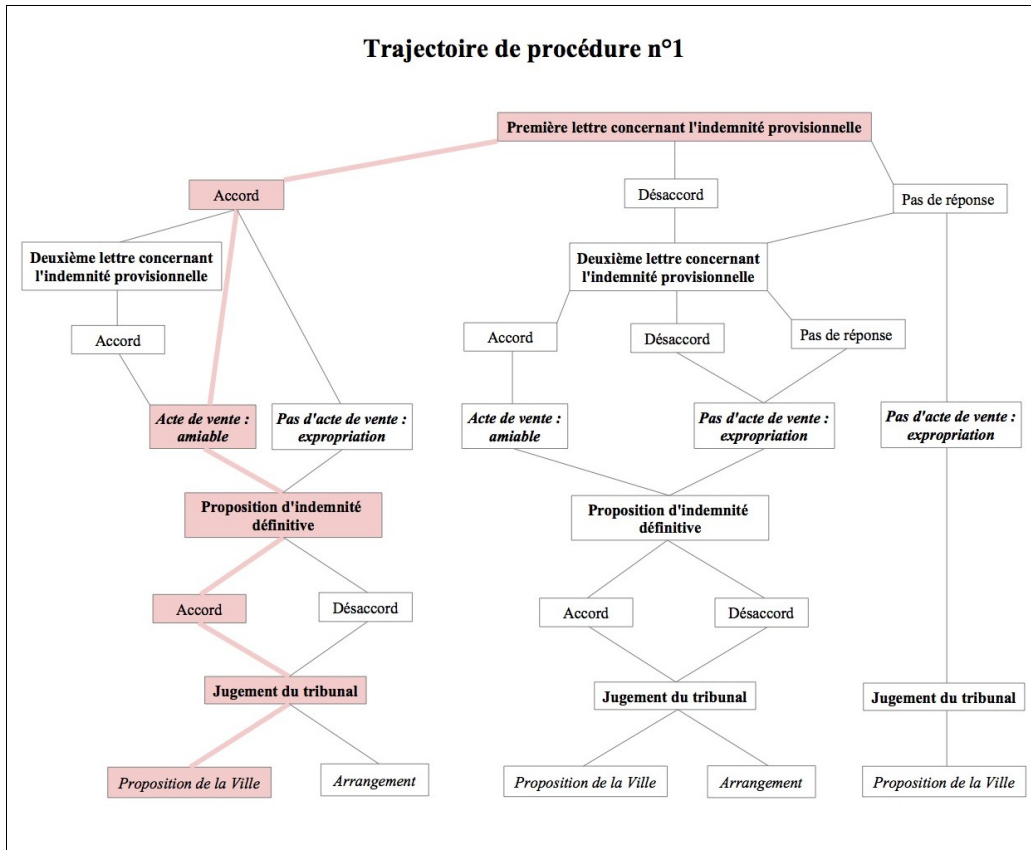 Trajectoire de procédure n°1
Première lettre concernant l'indemnité provisionnelle
Accord
Désaccord
Pas de réponse
Deuxième lettre concernant
l'indemnité provisionnelle
Deuxième lettre concernant
l'indemnité provisionnelle
Accord
Accord
Désaccord
Pas de réponse
Acte de vente :
amiable
Pas d'acte de vente :
expropriation
Acte de vente :
amiable
Pas d'acte de vente :
expropriation
Pas d'acte de vente :
expropriation
Proposition d'indemnité
définitive
Proposition d'indemnité
définitive
Accord
Désaccord
Accord
Désaccord
Jugement du tribunal
Jugement du tribunal
Jugement du tribunal
Proposition de la Ville
Arrangement
Proposition de la Ville
Arrangement
Proposition de la Ville